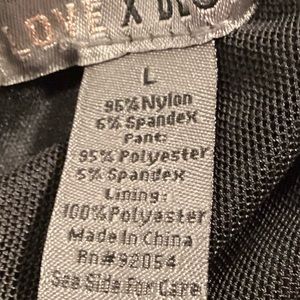 LOVE X
L
95% Nylon
5% Spandex
Pant:
95% Polyester
5% Spandex
Lining:
100% Polyester
Made In China
Rn#92054
See Side For Care